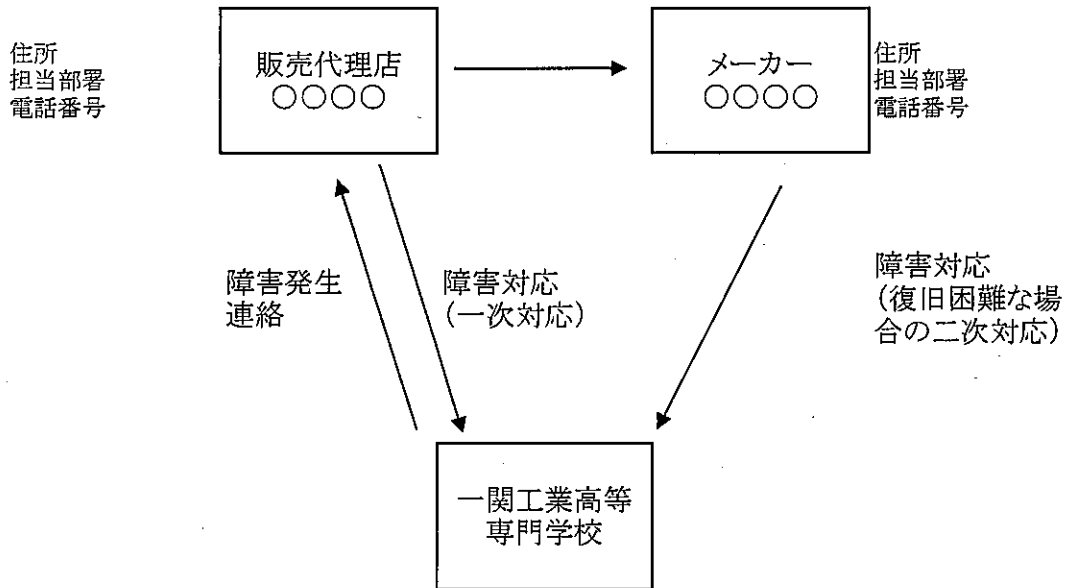 住所
担当部署
電話番号
販売代理店
○○○○
メーカー
○○○○
住所
担当部署
電話番号
障害発生
連絡
障害対応
(一次対応)
障害対応
(復旧困難な場
合の二次対応)
一関工業高等
専門学校